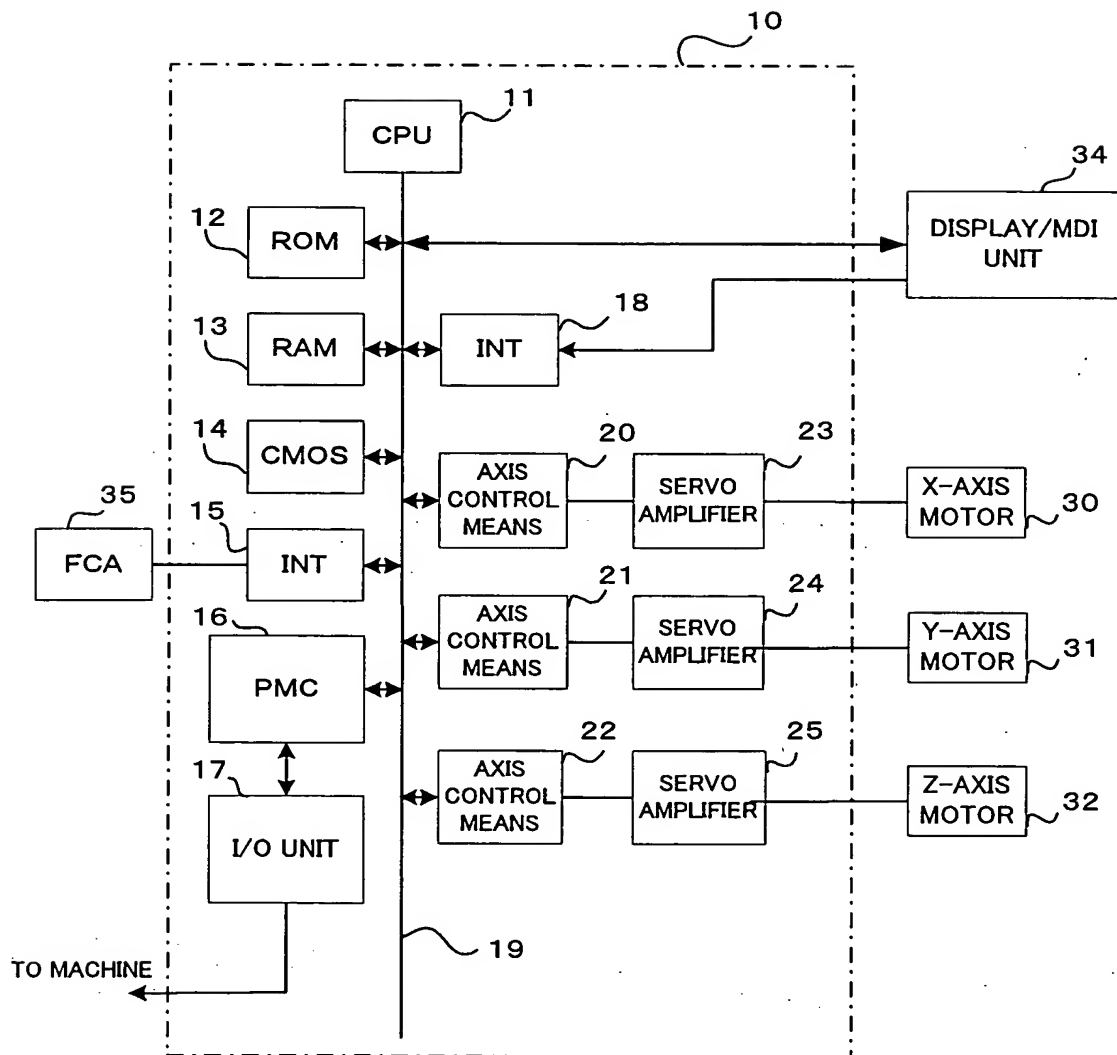 10
11
CPU
34
DISPLAY/MDI
UNIT
12
ROM
18
13
RAM
INT
14
CMOS
20
AXIS
CONTROL
MEANS
23
SERVO
AMPLIFIER
X-AXIS
MOTOR
30
35
FCA
15
INT
21
AXIS
CONTROL
MEANS
24
SERVO
AMPLIFIER
Y-AXIS
MOTOR
31
16
PMC
22
AXIS
CONTROL
MEANS
25
SERVO
AMPLIFIER
Z-AXIS
MOTOR
32
17
I/O UNIT
19
TO MACHINE